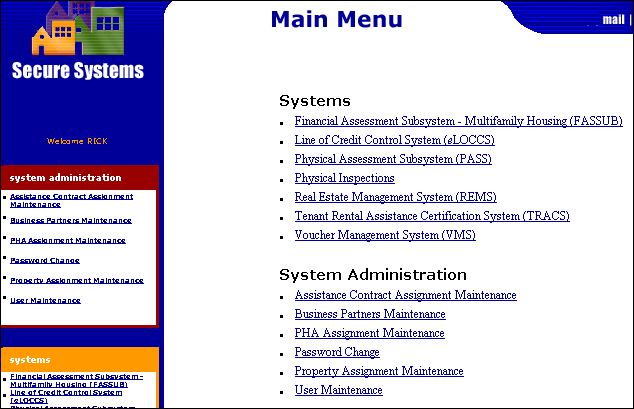 Main Menu
mail |
Secure Systems
Welcome RICK
system administration
Assistance Contract Assignment
Maintenance
Business Partners Maintenance
PHA Assignment Maintenance
Password Change
Property Assignment Maintenance
User Maintenance
systems
Financial Assessment Subsystem -
Multifamily Housing (FASSUB)
Line of Credit Control System
(eLOCCS)
Physical Assessment Subsystem
Systems
Financial Assessment Subsystem - Multifamily Housing (FASSUB)
Line of Credit Control System (eLOCCS)
Physical Assessment Subsystem (PASS)
Physical Inspections
Real Estate Management System (REMS)
Tenant Rental Assistance Certification System (TRACS)
Voucher Management System (VMS)
System Administration
Assistance Contract Assignment Maintenance
Business Partners Maintenance
PHA Assignment Maintenance
Password Change
Property Assignment Maintenance
User Maintenance